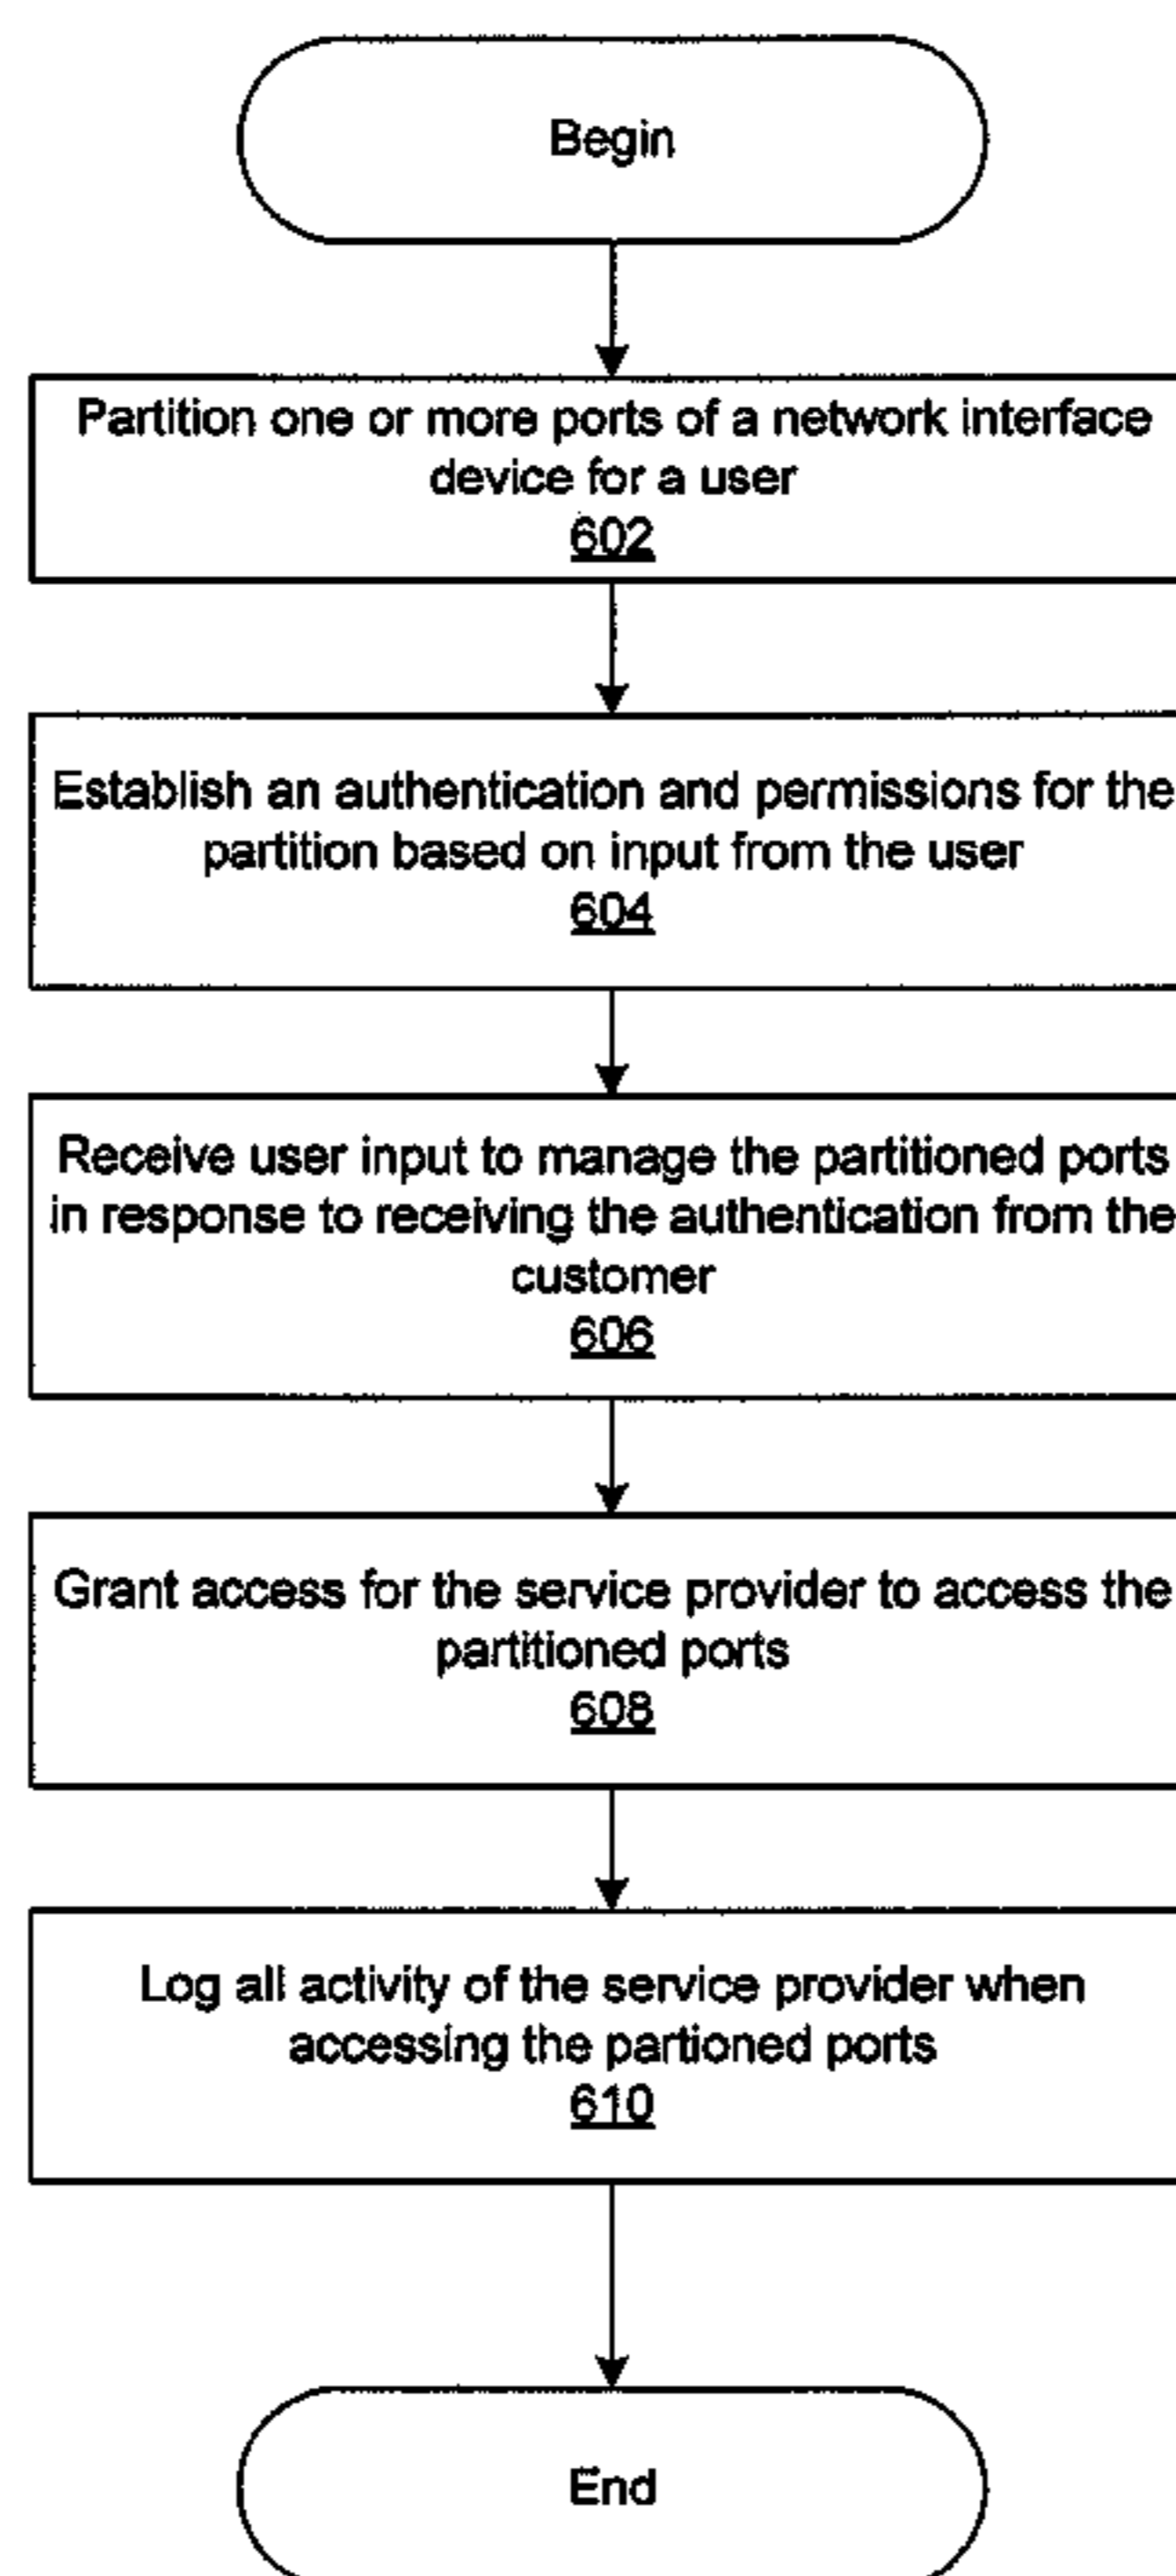 Begin
Partition one or more ports of a network interface
device for a user
602
Establish an authentication and permissions for the
partition based on input from the user
604
Receive user input to manage the partitioned ports
in response to receiving the authentication from the
customer
606
Grant access for the service provider to access the
partitioned ports
608
Log all activity of the service provider when
accessing the partioned ports
610
End